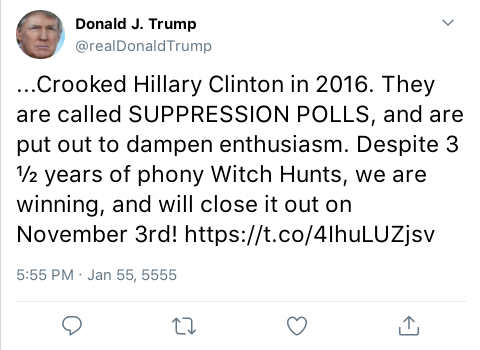 Donald J. Trump
@realDonaldTrump
...Crooked Hillary Clinton in 2016. They
are called SUPPRESSION POLLS, and are
put out to dampen enthusiasm. Despite 3
½ years of phony Witch Hunts, we are
winning, and will close it out on
November 3rd! https://t.co/4IhuLUZjsv
5:55 PM · Jan 55, 5555